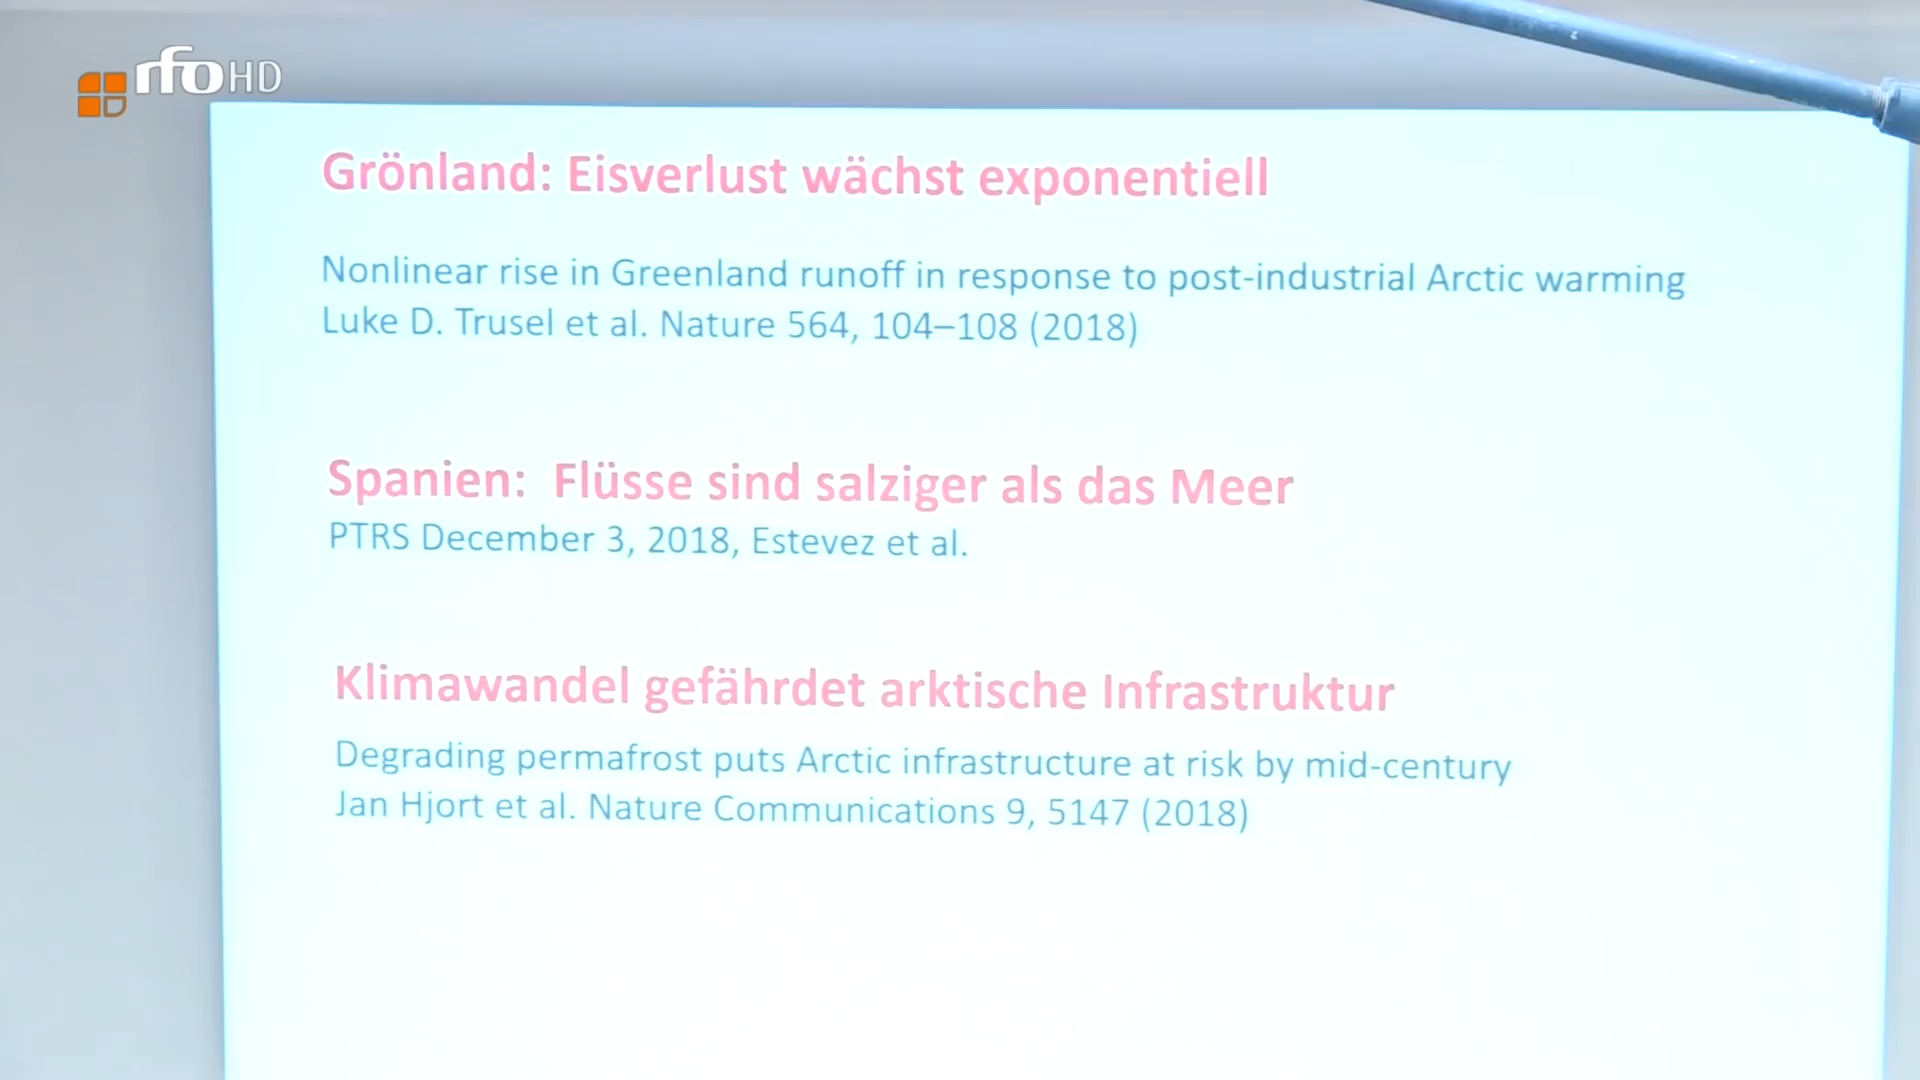 rfo HD
Grönland: Eisverlust wächst exponentiell
Nonlinear rise in Greenland runoff in response to post-industrial Arctic warming
Luke D. Trusel et al. Nature 564, 104–108 (2018)
Spanien: Flüsse sind salziger als das Meer
PTRS December 3, 2018, Estevez et al.
Klimawandel gefährdet arktische Infrastruktur
Degrading permafrost puts Arctic infrastructure at risk by mid-century
Jan Hjort et al. Nature Communications 9, 5147 (2018)